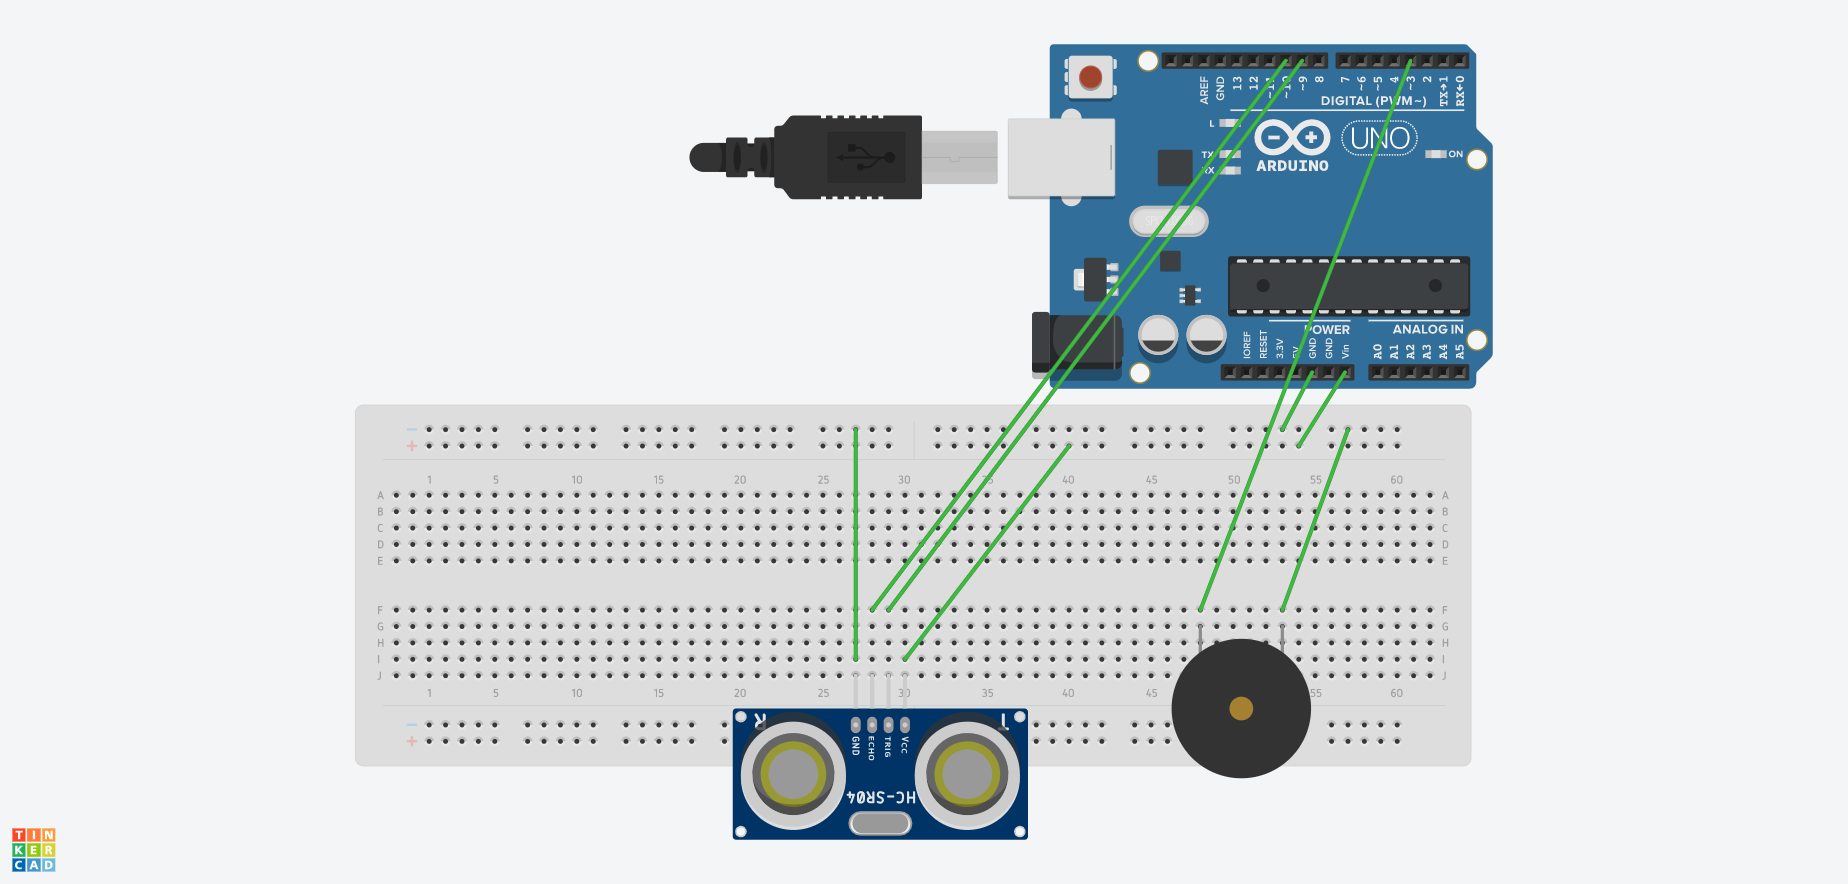 AREF
GND
13
12
~11
~10
~9
8
7
~6
~5
4
~3
2
TX→1
RX←0
DIGITAL (PWM~)
L
TX
RX
UNO
ARDUINO
ON
POWER
ANALOG IN
IOREF
RESET
3.3V
5V
GND
GND
Vin
A0
A1
A2
A3
A4
A5
1 5 10 15 20 25 30 35 40 45 50 55 60
A A
B B
C C
D D
E E
F F
G G
H H
I I
J J
1 5 10 15 20 25 30 35 40 45 55 60
R T
GND
ECHO
TRIG
VCC
HC-SR04
TIN
KER
CAD